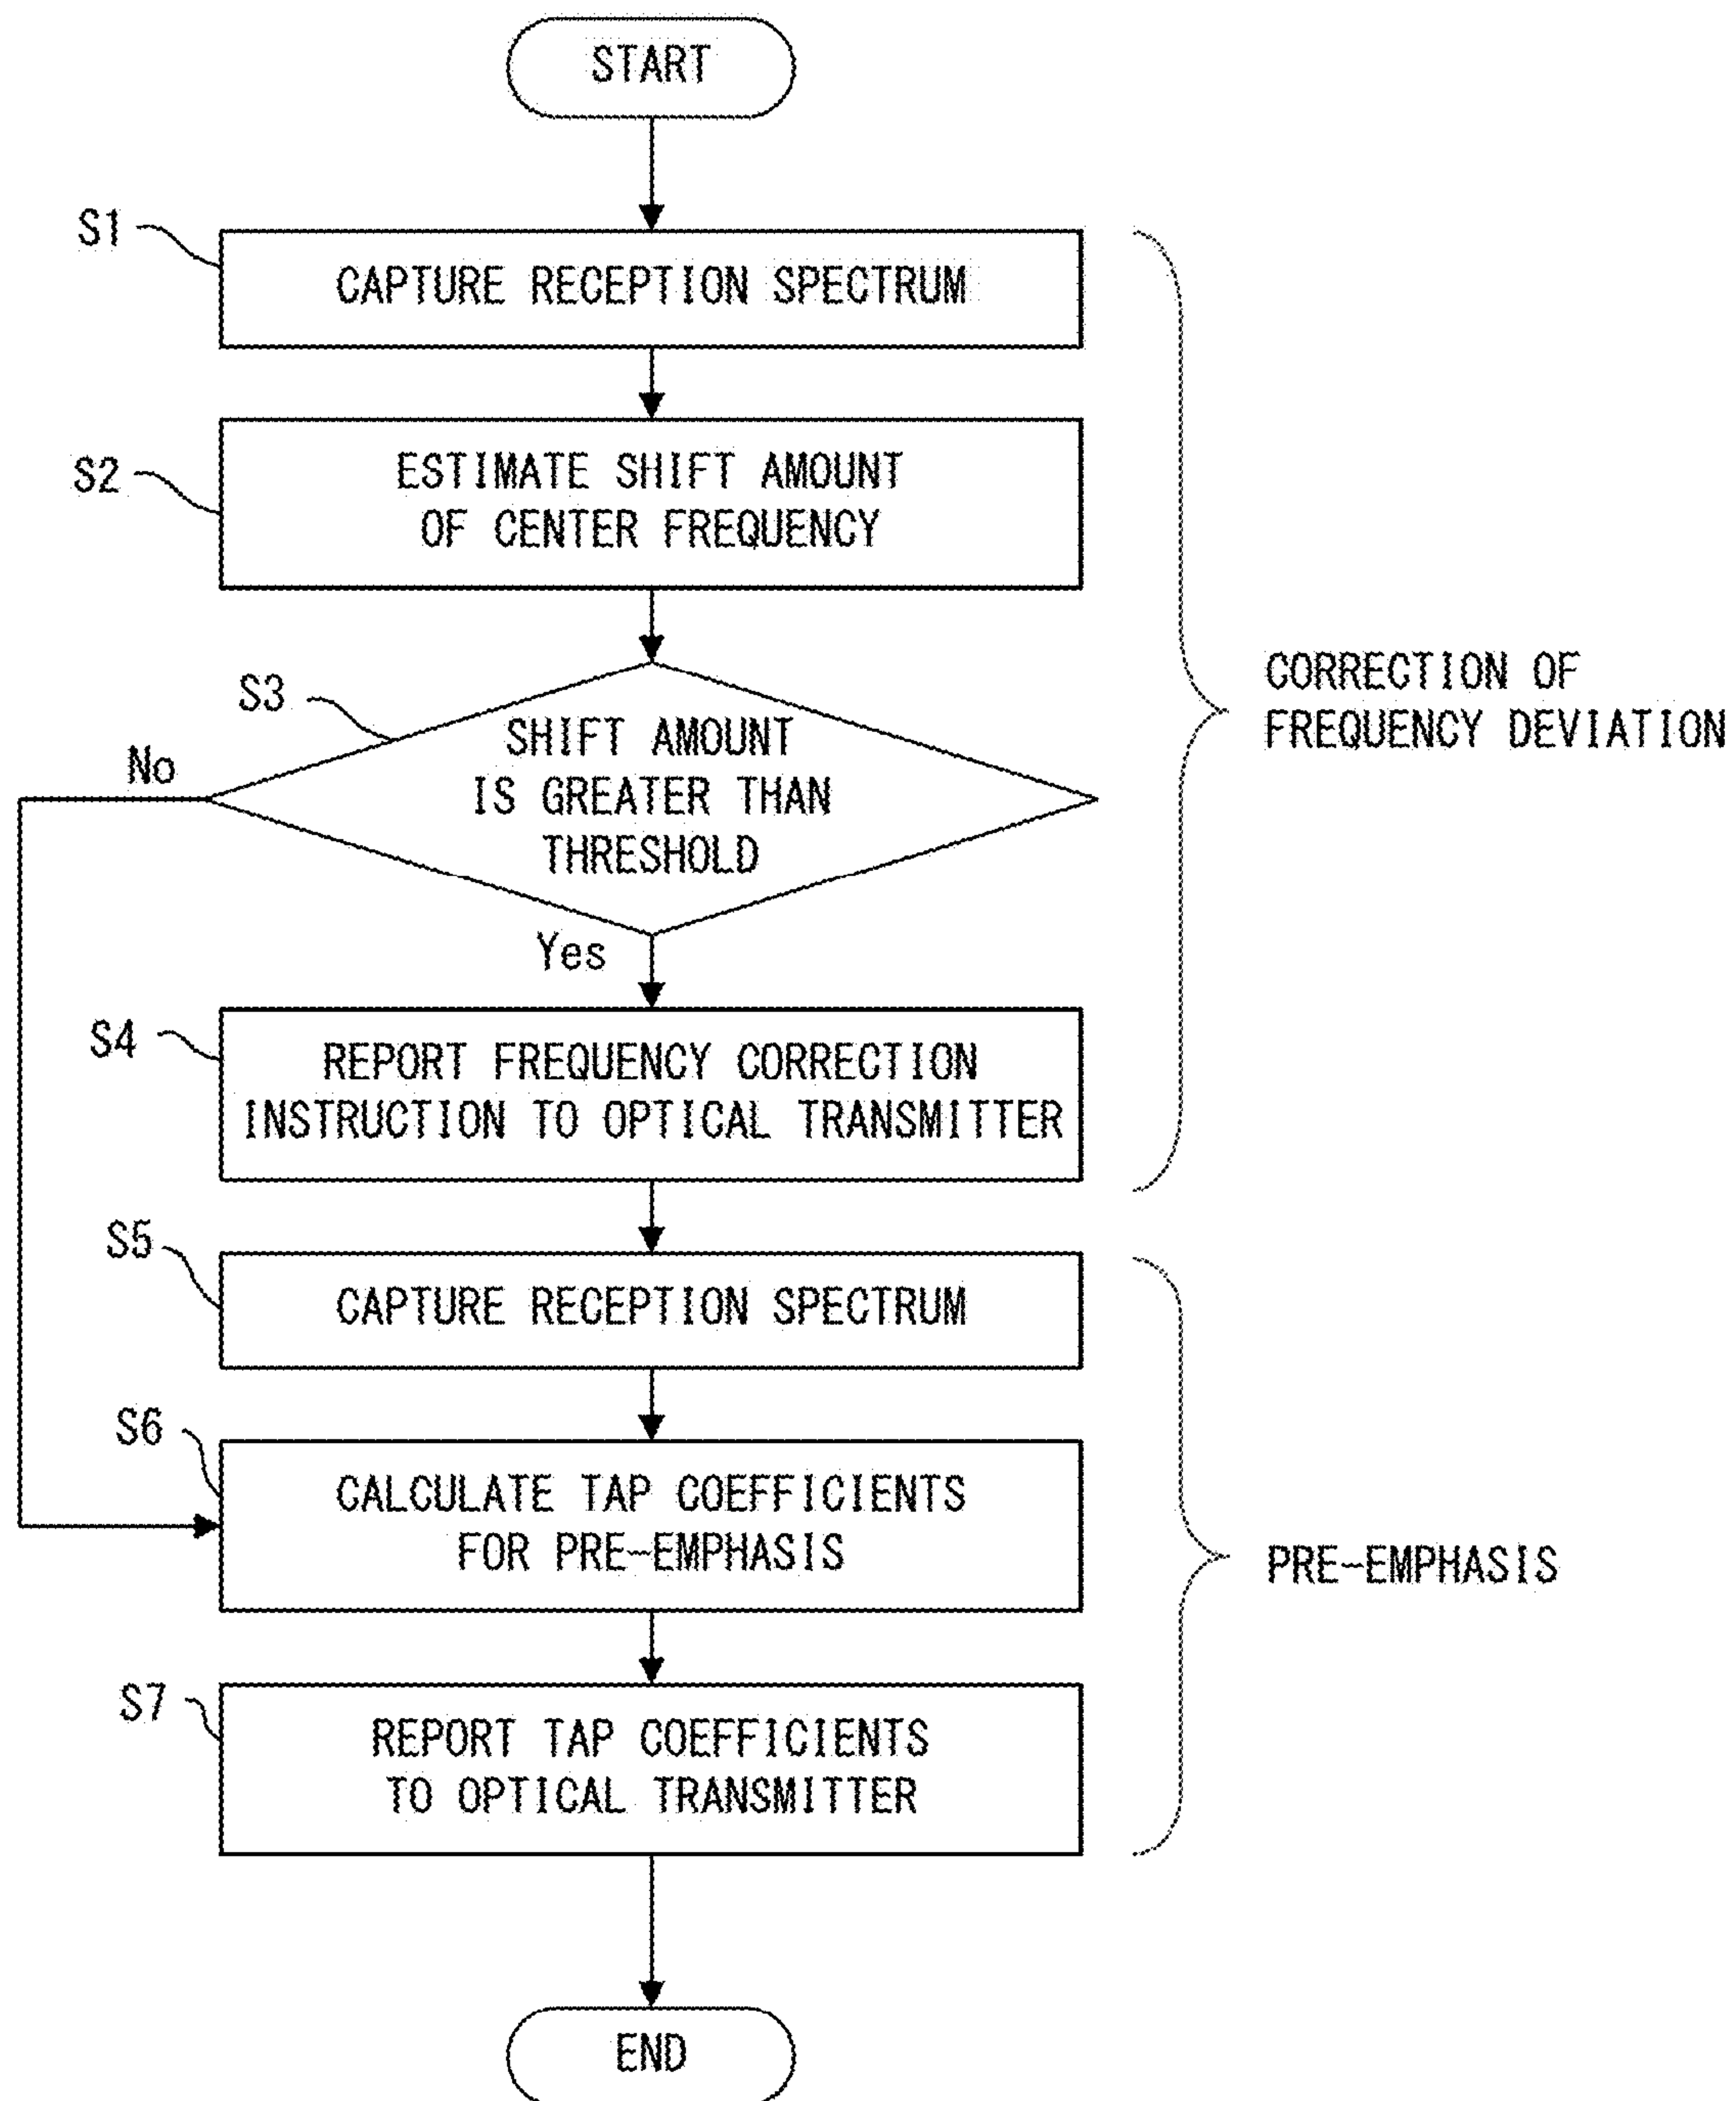 START
S1
CAPTURE RECEPTION SPECTRUM
S2
ESTIMATE SHIFT AMOUNT
OF CENTER FREQUENCY
S3
SHIFT AMOUNT
IS GREATER THAN
THRESHOLD
No
Yes
CORRECTION OF
FREQUENCY DEVIATION
S4
REPORT FREQUENCY CORRECTION
INSTRUCTION TO OPTICAL TRANSMITTER
S5
CAPTURE RECEPTION SPECTRUM
S6
CALCULATE TAP COEFFICIENTS
FOR PRE-EMPHASIS
PRE-EMPHASIS
S7
REPORT TAP COEFFICIENTS
TO OPTICAL TRANSMITTER
END